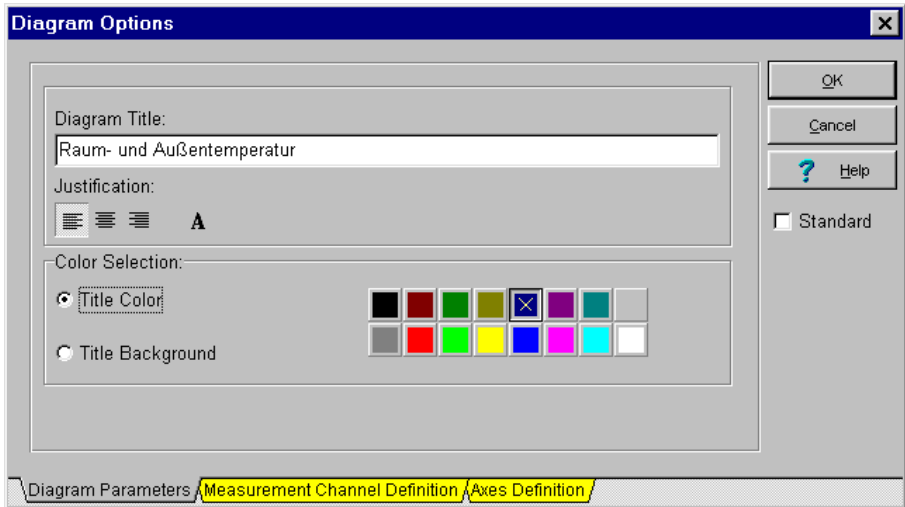 Diagram Options
Diagram Title:
Raum- und Außentemperatur
Justification:
A
Color Selection:
Title Color
Title Background
OK
Cancel
? Help
Standard
Diagram Parameters
Measurement Channel Definition
Axes Definition